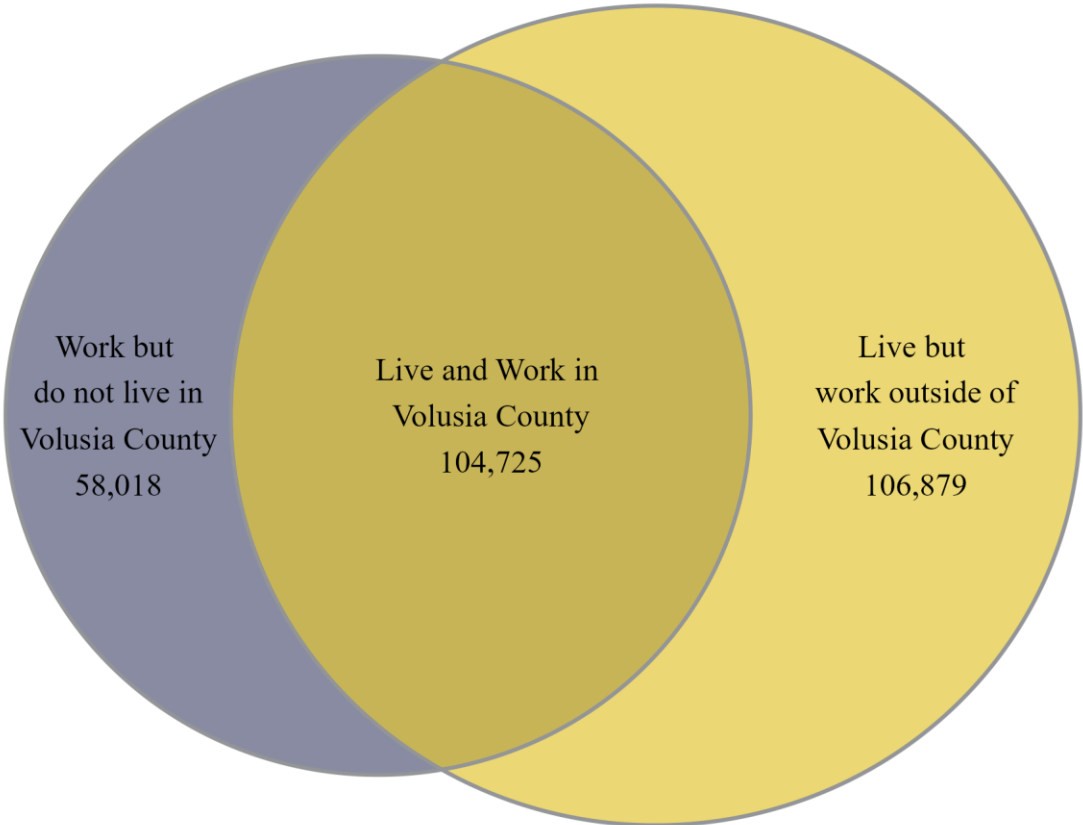 Work but
do not live in
Volusia County
58,018
Live and Work in
Volusia County
104,725
Live but
work outside of
Volusia County
106,879